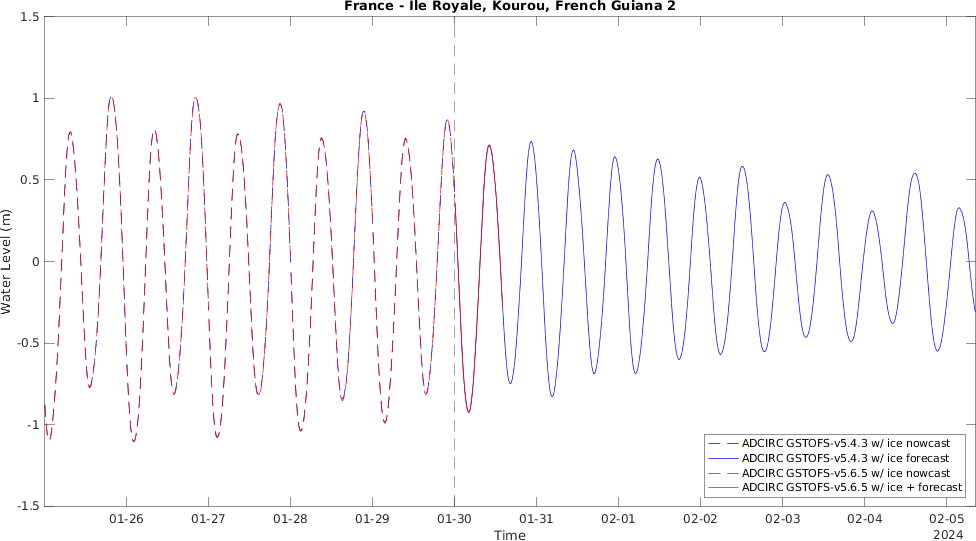 France - Ile Royale, Kourou, French Guiana 2
1.5
1
0.5
0
-0.5
-1
-1.5
Water Level (m)
01-26 01-27 01-28 01-29 01-30 01-31 02-01 02-02 02-03 02-04 02-05
Time
2024
ADCIRC GSTOFS-v5.4.3 w/ ice nowcast
ADCIRC GSTOFS-v5.4.3 w/ ice forecast
ADCIRC GSTOFS-v5.6.5 w/ ice nowcast
ADCIRC GSTOFS-v5.6.5 w/ ice + forecast